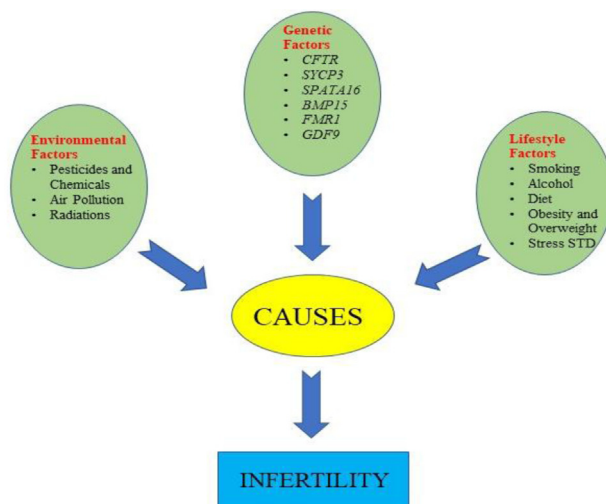 Genetic
Factors
• CFTR
• SYCP3
• SPATA16
• BMP15
• FMR1
• GDF9
Environmental
Factors
• Pesticides and
Chemicals
• Air Pollution
• Radiations
Lifestyle
Factors
• Smoking
• Alcohol
• Diet
• Obesity and
Overweight
• Stress STD
CAUSES
INFERTILITY